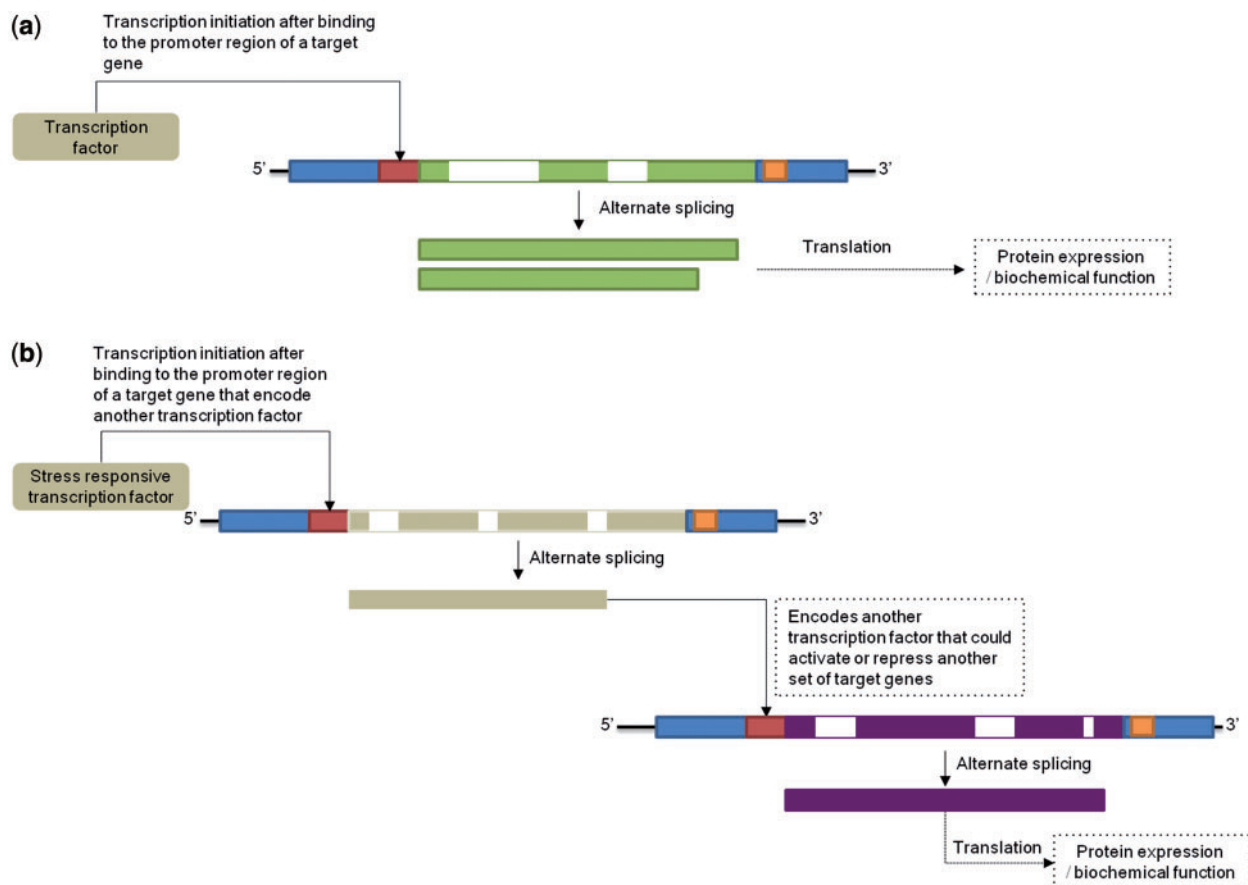 (a)
Transcription initiation after binding
to the promoter region of a target
gene
Transcription
factor
5’
3’
Alternate splicing
Translation
Protein expression
/ biochemical function
(b)
Transcription initiation after
binding to the promoter region
of a target gene that encode
another transcription factor
Stress responsive
transcription factor
5’
3’
Alternate splicing
Encodes another
transcription factor that could
activate or repress another
set of target genes
5’
3’
Alternate splicing
Translation
Protein expression
/ biochemical function